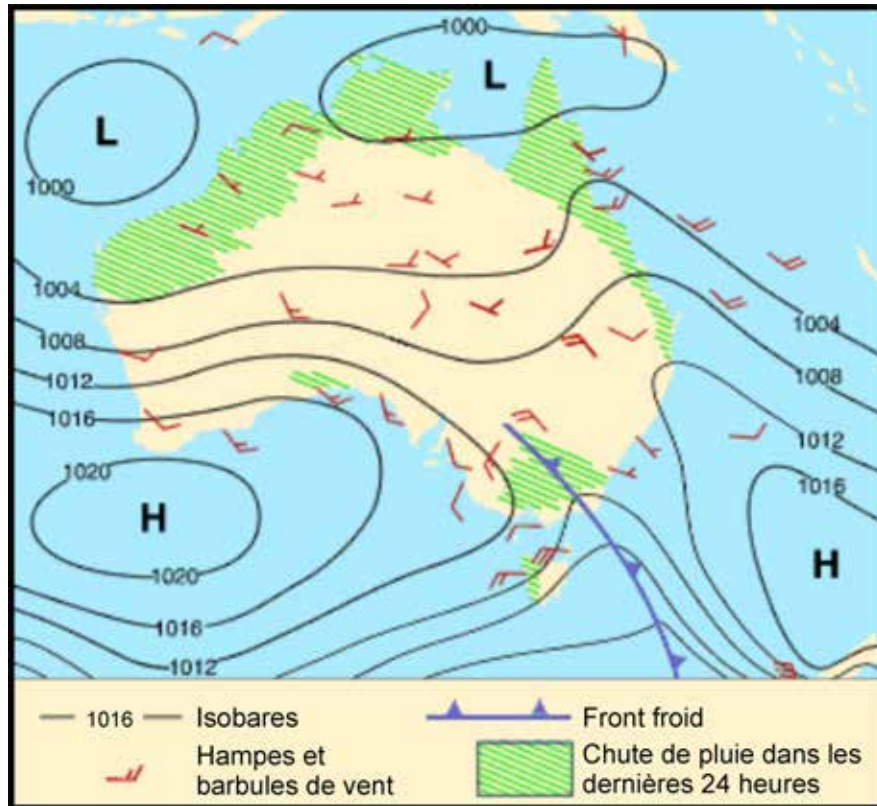 1000
L
L
1000
1004
1008
1012
1016
1020
H
1020
1016
1012
1004
1008
1012
1016
H
1016 Isobares
Front froid
Hampes et
barbules de vent
Chute de pluie dans les
dernières 24 heures